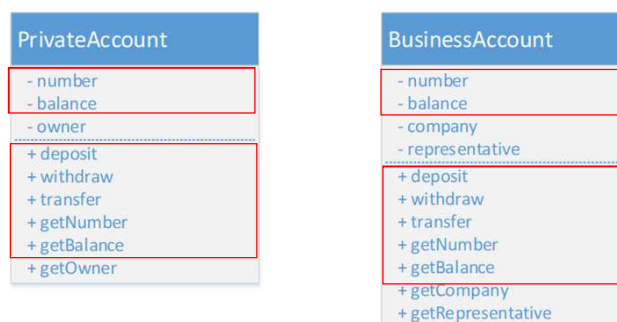 PrivateAccount
- number
- balance
- owner
+ deposit
+ withdraw
+ transfer
+ getNumber
+ getBalance
+ getOwner
BusinessAccount
- number
- balance
- company
- representative
+ deposit
+ withdraw
+ transfer
+ getNumber
+ getBalance
+ getCompany
+ getRepresentative